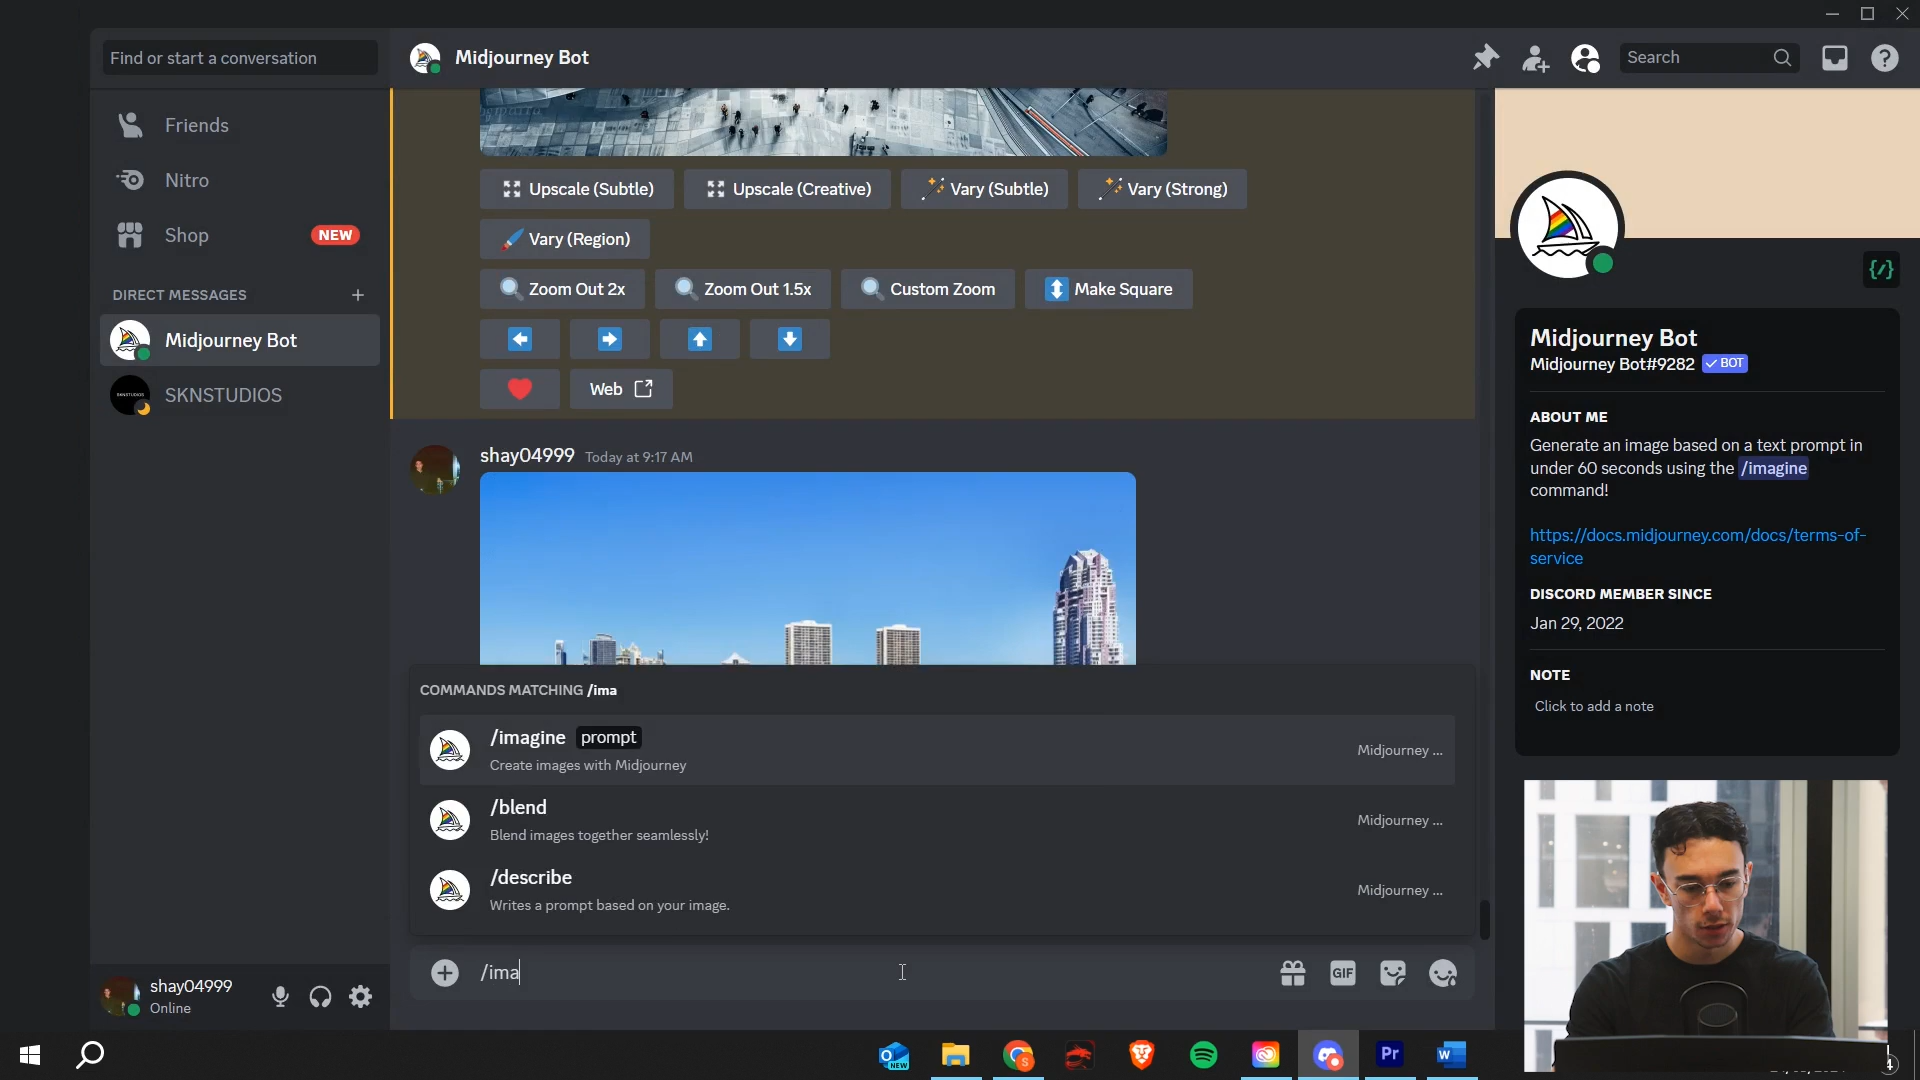 Find or start a conversation
Midjourney Bot
Search
Friends
Nitro
Shop
NEW
DIRECT MESSAGES
Midjourney Bot
SKNSTUDIOS
Upscale (Subtle)
Upscale (Creative)
Vary (Subtle)
Vary (Strong)
Vary (Region)
Zoom Out 2x
Zoom Out 1.5x
Custom Zoom
Make Square
Web
shay04999 Today at 9:17 AM
COMMANDS MATCHING /ima
/imagine prompt
Create images with Midjourney
Midjourney ...
/blend
Blend images together seamlessly!
Midjourney ...
/describe
Writes a prompt based on your image.
Midjourney ...
/ima
GIF
shay04999
Online
Midjourney Bot
Midjourney Bot#9282 BOT
ABOUT ME
Generate an image based on a text prompt in
under 60 seconds using the /imagine
command!
https://docs.midjourney.com/docs/terms-of-
service
DISCORD MEMBER SINCE
Jan 29, 2022
NOTE
Click to add a note
NEW
Pr